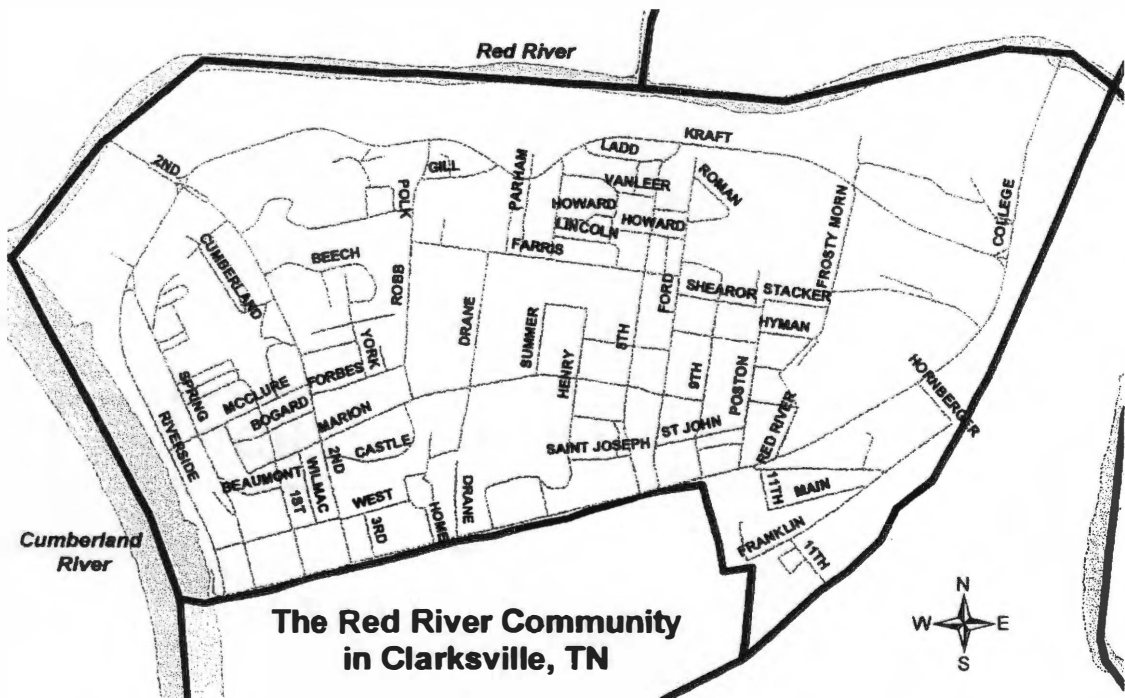 Red River
KRAFT
LADD
2ND
GILL
PARHAM
VANLEER
ROMAN
POLK
HOWARD
HOWARD
LINCOLN
FROSTY MORN
COLLEGE
CUMBERLAND
BEECH
FARRIS
ROBB
DRANE
FORD
SHEAROR
STACKER
HYMAN
SUMMER
8TH
YORK
HENRY
9TH
POSTON
HORNBERGER
SPRING
MCCLURE
FORBES
BOGARD
MARION
RIVERSIDE
CASTLE
2ND
SAINT JOSEPH
ST JOHN
RED RIVER
BEAUMONT
WILMAC
1ST
WEST
3RD
HOME
DRANE
11TH
MAIN
FRANKLIN
11TH
Cumberland
River
The Red River Community
in Clarksville, TN
N
W
E
S